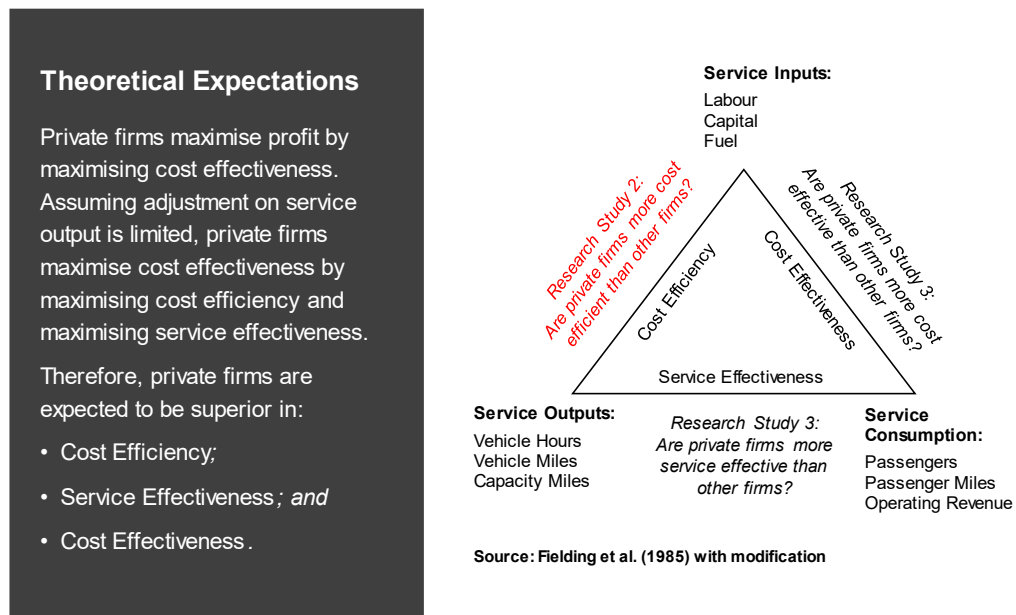 Theoretical Expectations
Private firms maximise profit by
maximising cost effectiveness.
Assuming adjustment on service
output is limited, private firms
maximise cost effectiveness by
maximising cost efficiency and
maximising service effectiveness.
Therefore, private firms are
expected to be superior in:
• Cost Efficiency;
• Service Effectiveness; and
• Cost Effectiveness.
Service Inputs:
Labour
Capital
Fuel
Research Study 2:
Are private firms more cost
efficient than other firms?
Cost Efficiency
Research Study 3:
Are private firms more cost
effective than other firms?
Cost Effectiveness
Service Effectiveness
Service Outputs:
Vehicle Hours
Vehicle Miles
Capacity Miles
Research Study 3:
Are private firms more
service effective than
other firms?
Service
Consumption:
Passengers
Passenger Miles
Operating Revenue
Source: Fielding et al. (1985) with modification